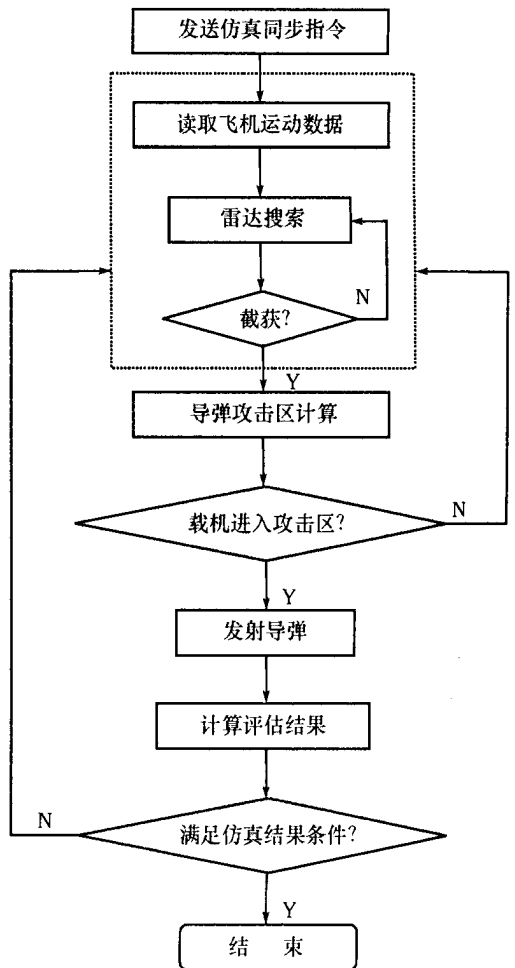 发送仿真同步指令
读取飞机运动数据
雷达搜索
N
截获?
Y
导弹攻击区计算
载机进入攻击区?
N
Y
发射导弹
计算评估结果
N
满足仿真结果条件?
Y
结 束